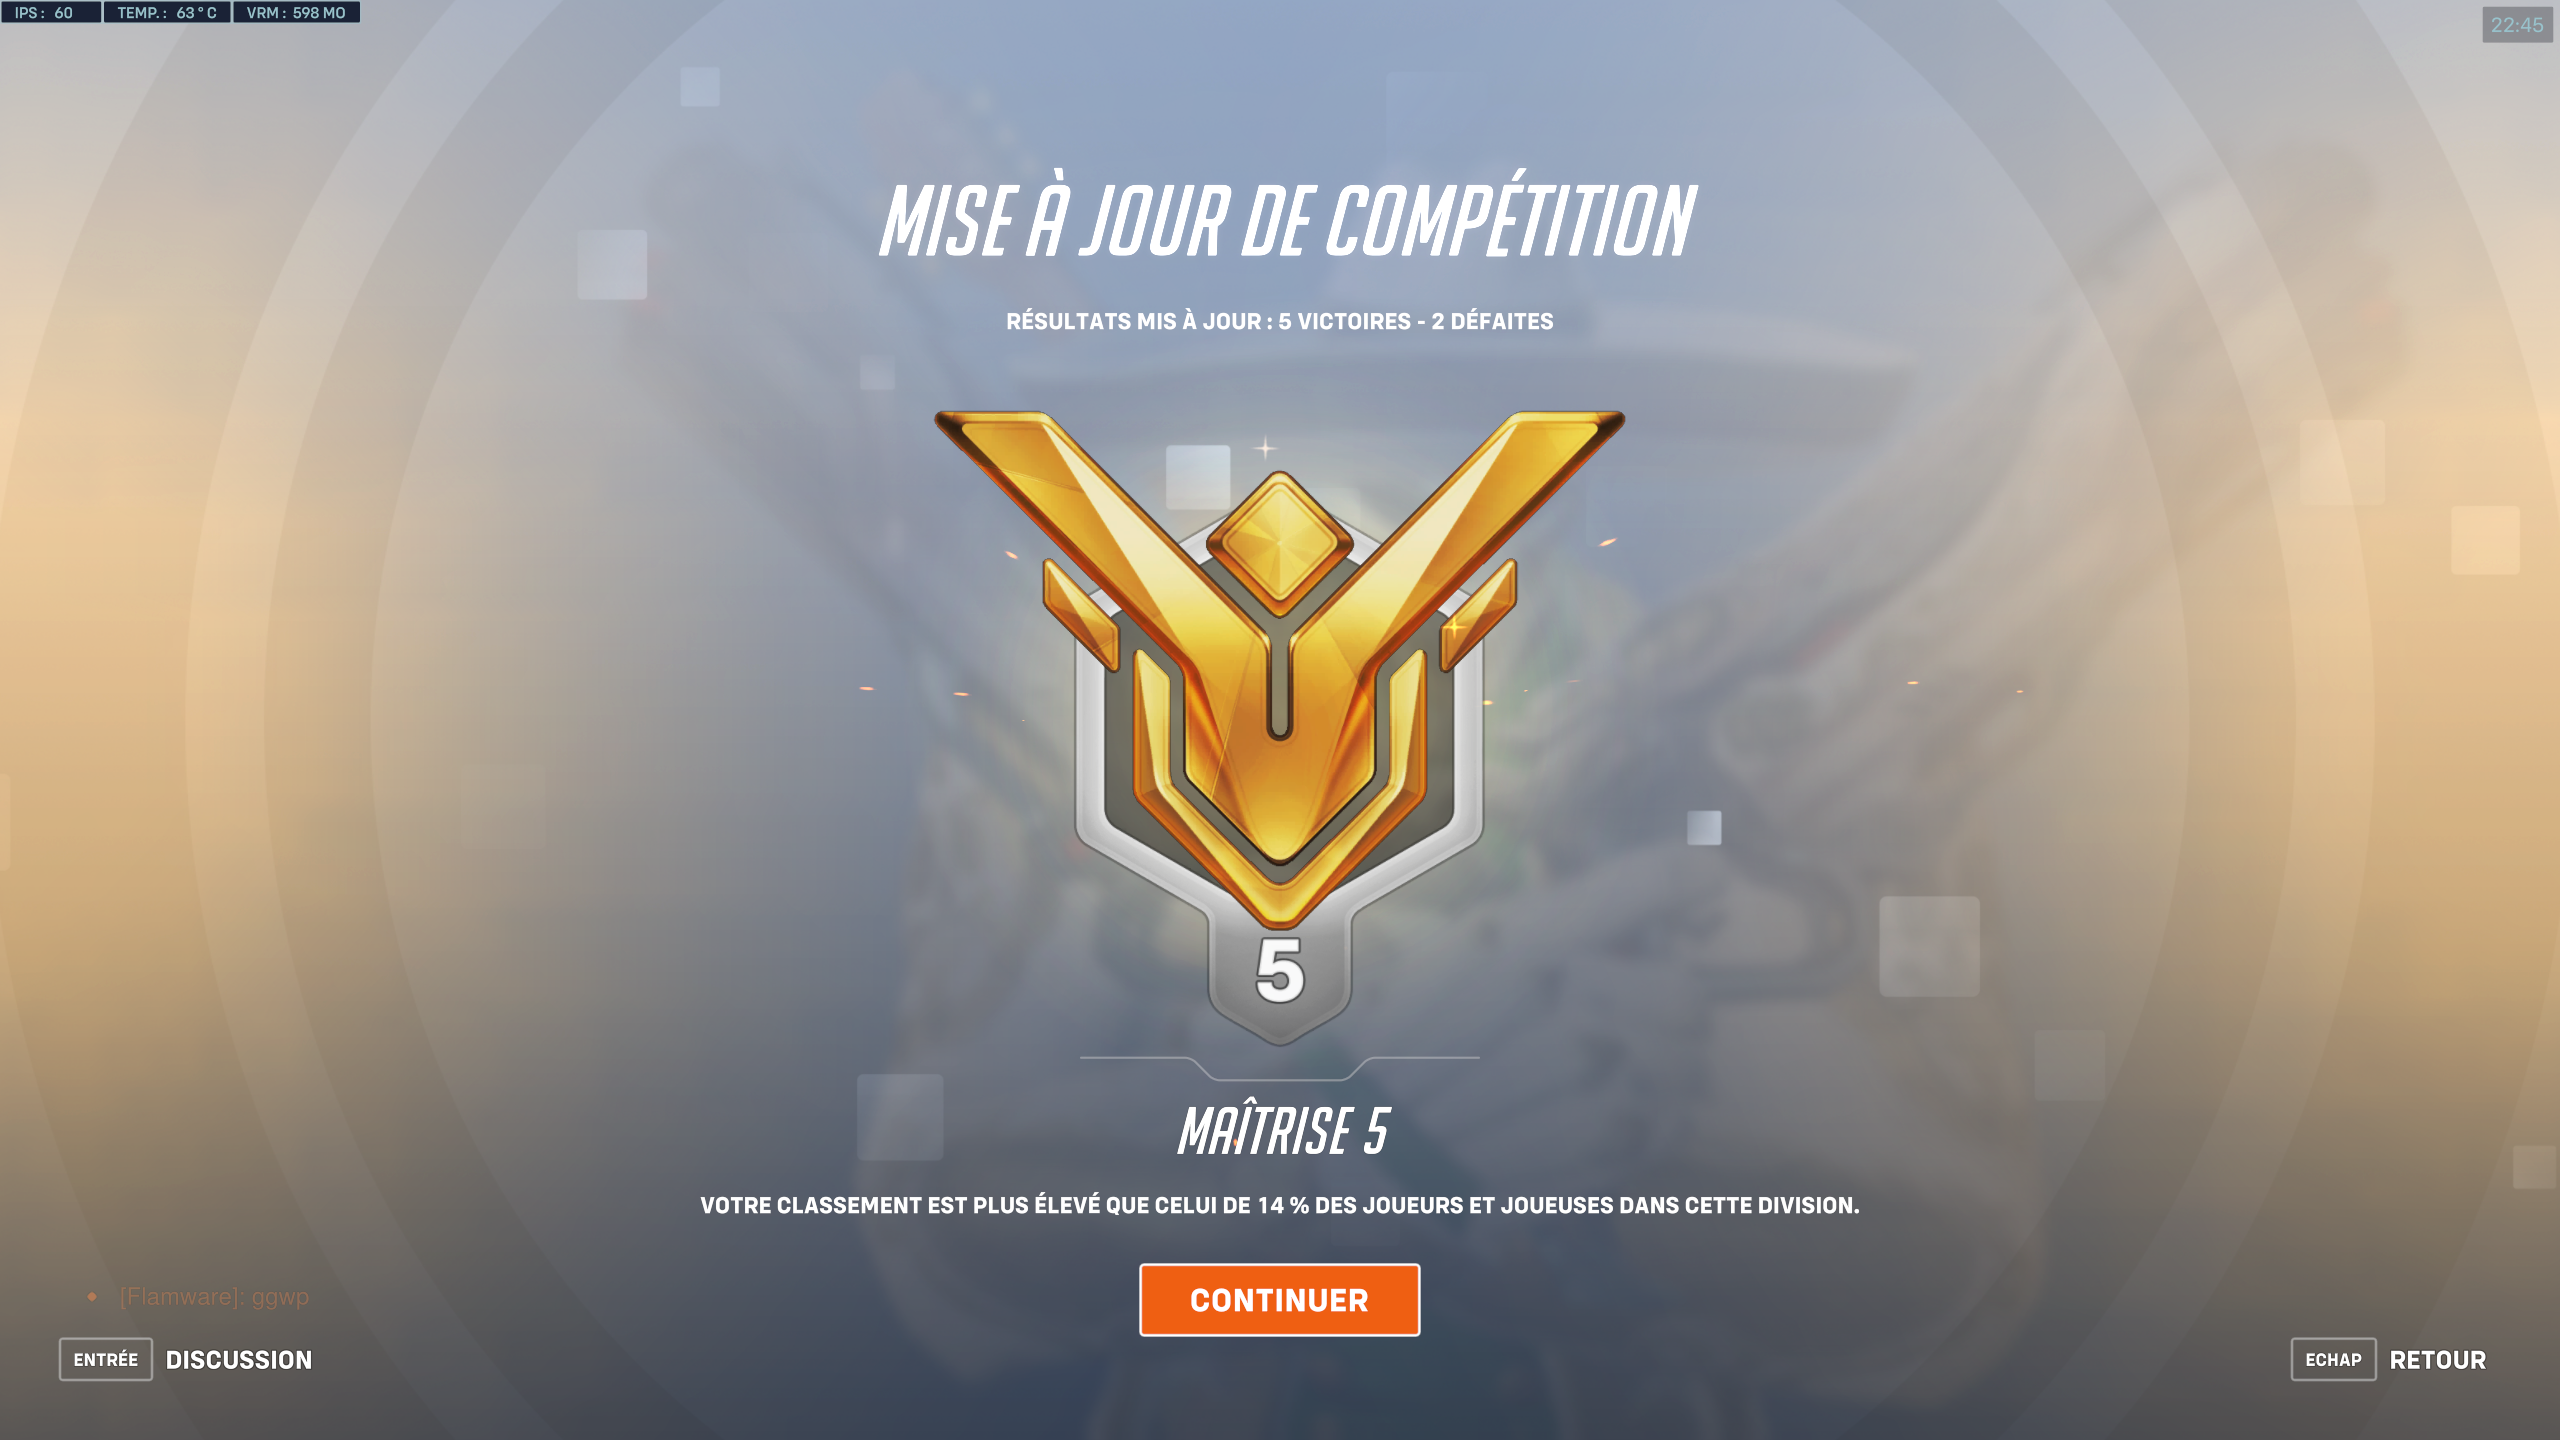 IPS : 60 TEMP. : 63 ° C VRM : 598 MO
22:45
MISE À JOUR DE COMPÉTITION
RÉSULTATS MIS À JOUR : 5 VICTOIRES - 2 DÉFAITES
5
MAÎTRISE 5
VOTRE CLASSEMENT EST PLUS ÉLEVÉ QUE CELUI DE 14 % DES JOUEURS ET JOUEUSES DANS CETTE DIVISION.
[Flamware]: ggwp
CONTINUER
ENTRÉE DISCUSSION
ECHAP RETOUR